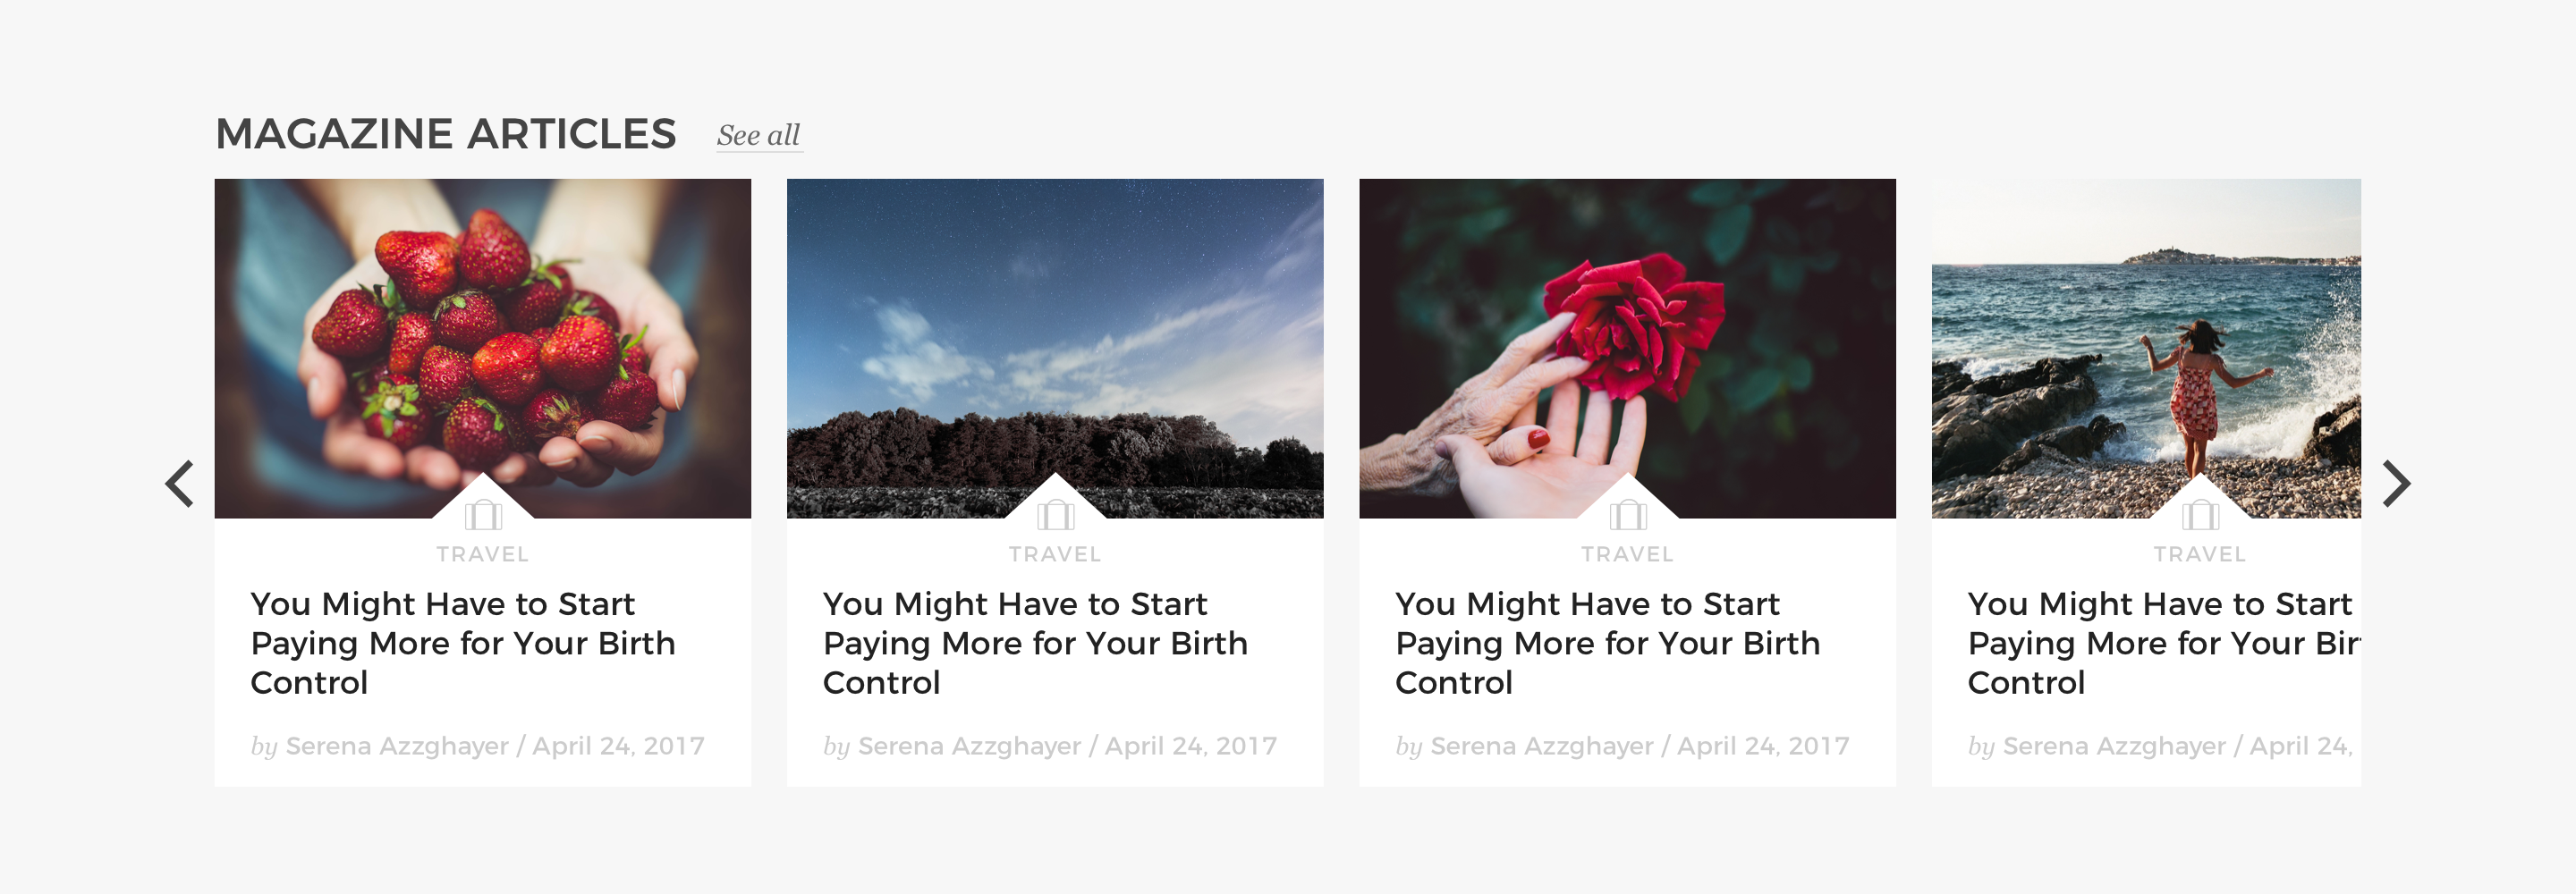 MAGAZINE ARTICLES See all
TRAVEL
You Might Have to Start
Paying More for Your Birth
Control
by Serena Azzghayer / April 24, 2017
TRAVEL
You Might Have to Start
Paying More for Your Birth
Control
by Serena Azzghayer / April 24, 2017
TRAVEL
You Might Have to Start
Paying More for Your Birth
Control
by Serena Azzghayer / April 24, 2017
TRAVEL
You Might Have to Start
Paying More for Your Bir
Control
by Serena Azzghayer / April 24,